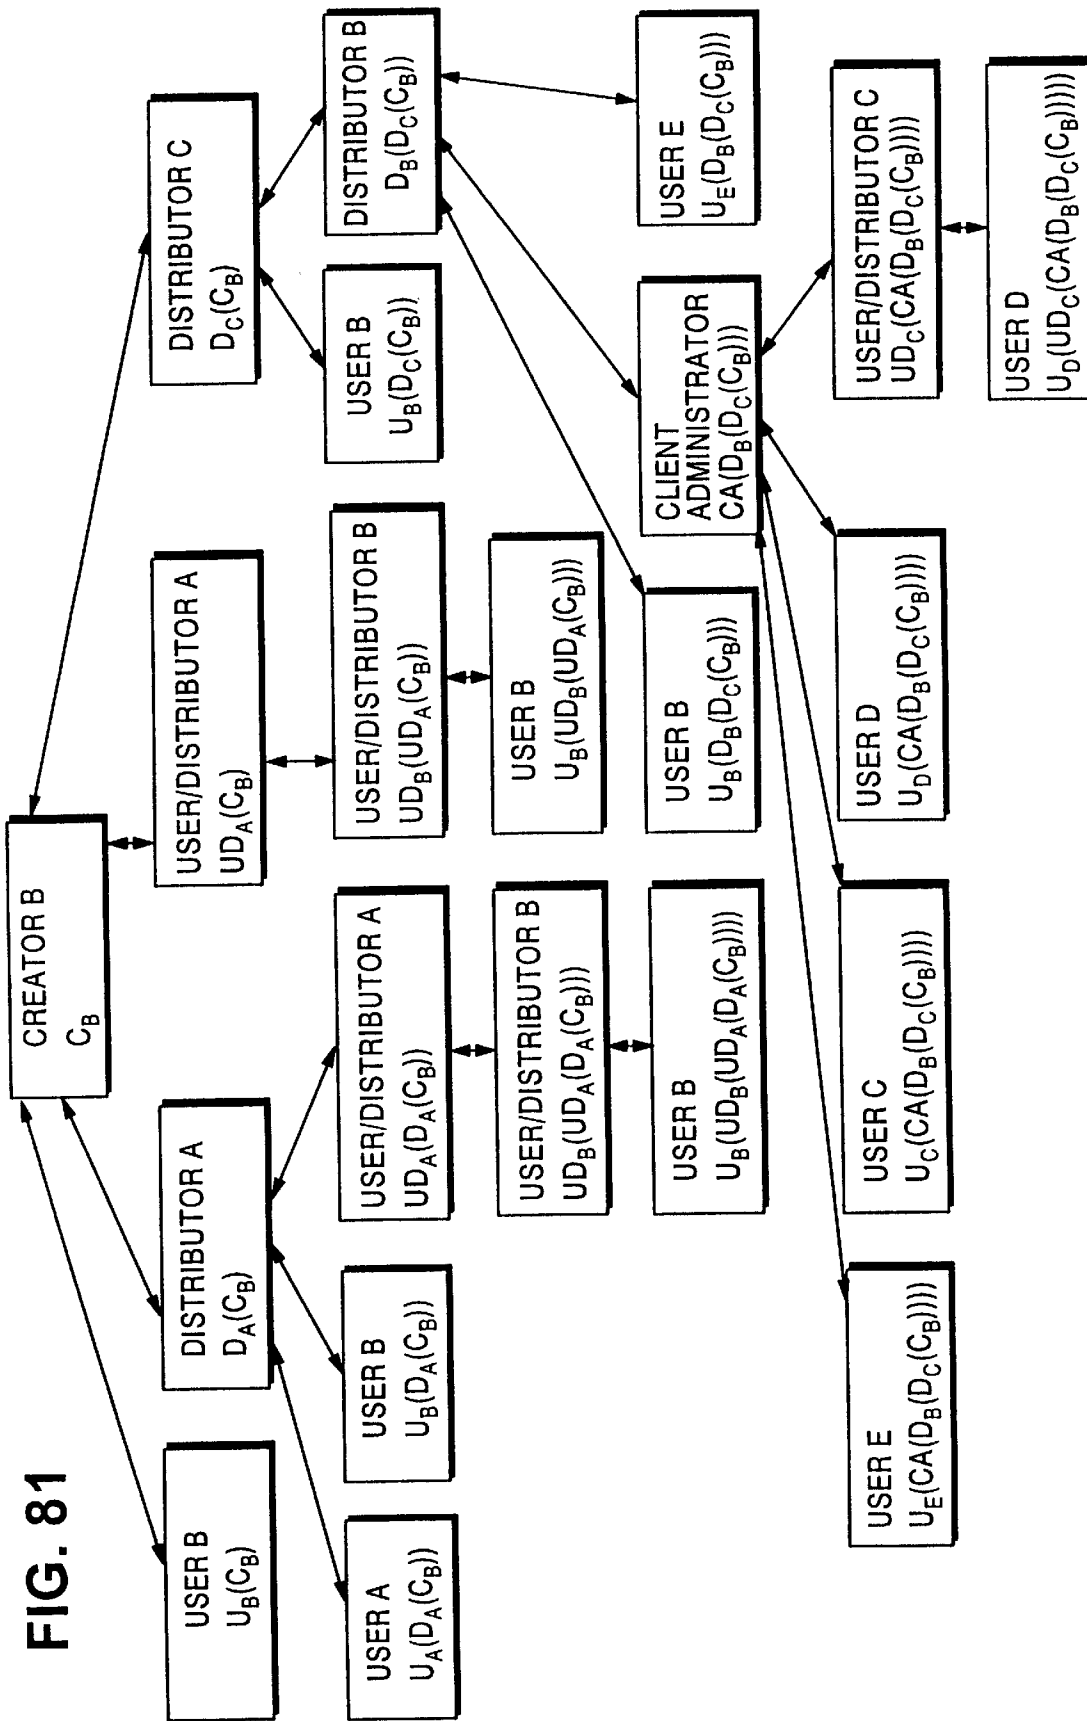 FIG. 81
CREATOR B
C_B
USER B
U_B(C_B)
DISTRIBUTOR A
D_A(C_B)
USER/DISTRIBUTOR A
UD_A(C_B)
DISTRIBUTOR C
D_C(C_B)
USER A
U_A(D_A(C_B))
USER B
U_B(D_A(C_B))
USER/DISTRIBUTOR A
UD_A(D_A(C_B))
USER/DISTRIBUTOR B
UD_B(UD_A(C_B))
USER B
U_B(D_C(C_B))
DISTRIBUTOR B
D_B(D_C(C_B))
USER/DISTRIBUTOR B
UD_B(UD_A(D_A(C_B)))
USER B
U_B(UD_B(UD_A(C_B)))
USER B
U_B(UD_B(UD_A(D_A(C_B))))
USER B
U_B(D_B(D_C(C_B)))
CLIENT
ADMINISTRATOR
CA(D_B(D_C(C_B)))
USER E
U_E(D_B(D_C(C_B)))
USER E
U_E(CA(D_B(D_C(C_B))))
USER C
U_C(CA(D_B(D_C(C_B))))
USER D
U_D(CA(D_B(D_C(C_B))))
USER/DISTRIBUTOR C
UD_C(CA(D_B(D_C(C_B))))
USER D
U_D(UD_C(CA(D_B(D_C(C_B)))))